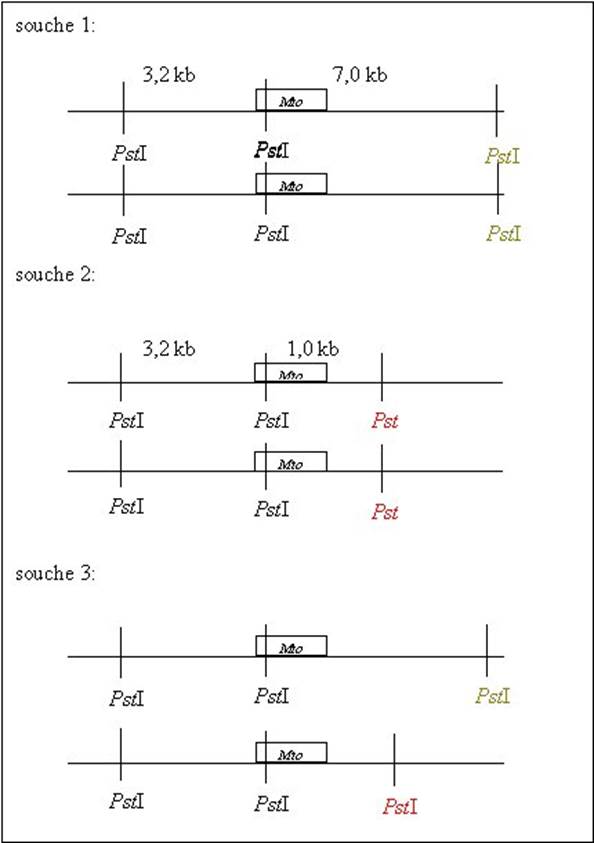 souche 1:
3,2 kb 7,0 kb
Mto
PstI PstI PstI
Mto
PstI PstI PstI
souche 2:
3,2 kb 1,0 kb
Mto
PstI PstI Pst
Mto
PstI PstI Pst
souche 3:
Mto
PstI PstI PstI
Mto
PstI PstI PstI